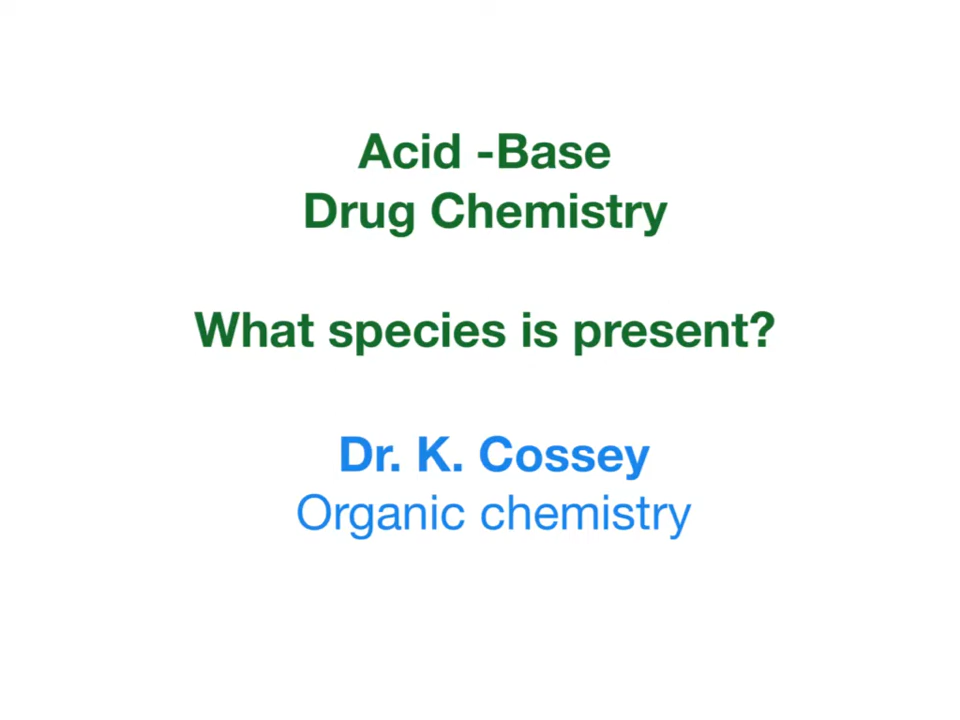 Acid -Base
Drug Chemistry
What species is present?
Dr. K. Cossey
Organic chemistry